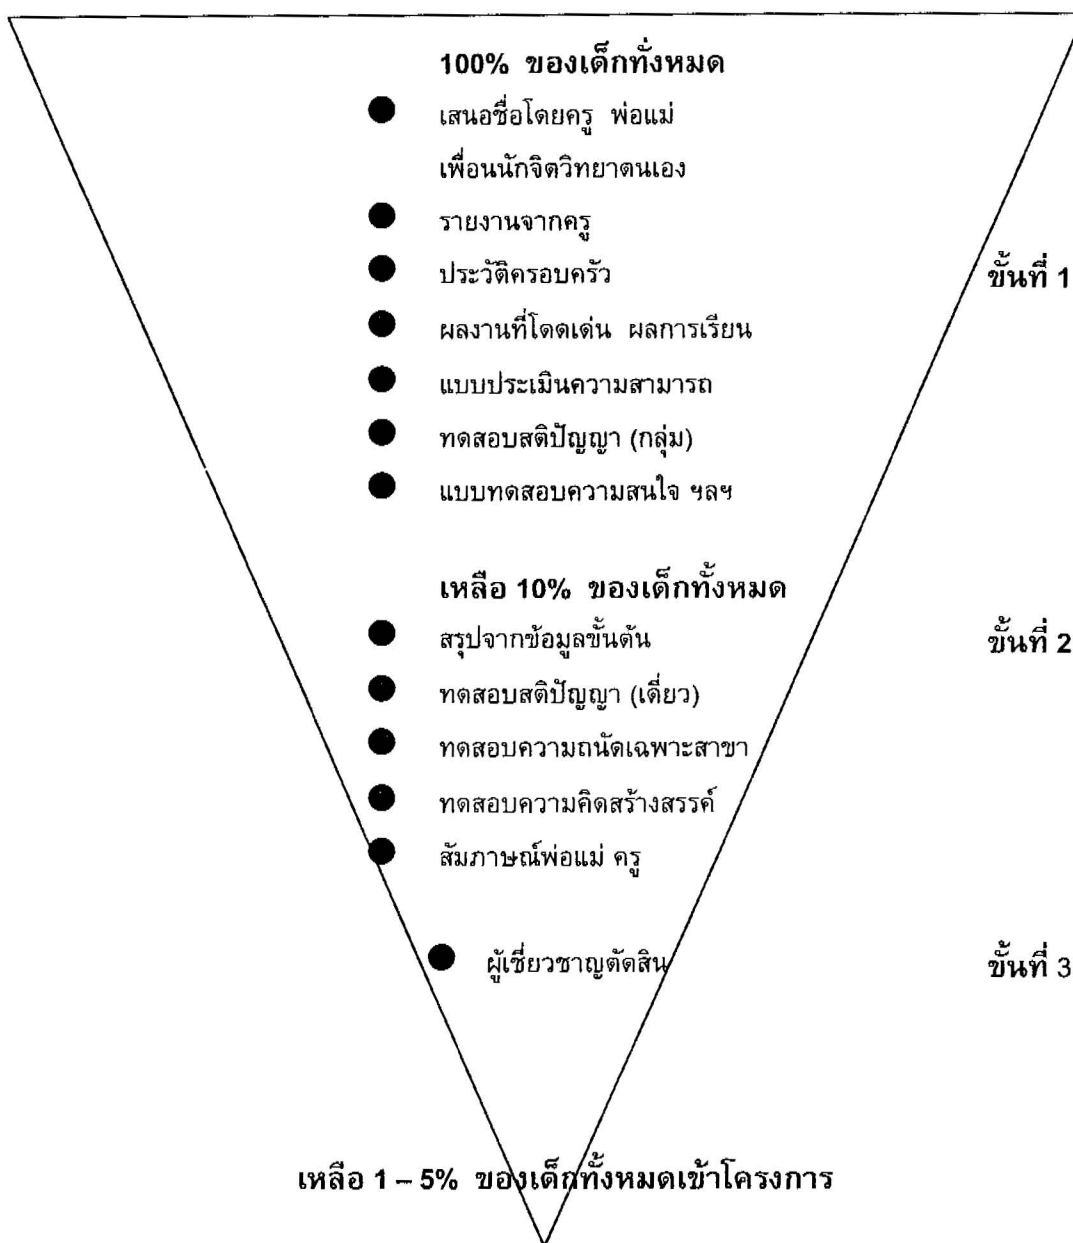 100% ของเด็กทั้งหมด
● เสนอชื่อโดยครู พ่อแม่
เพื่อนนักจิตวิทยาตนเอง
● รายงานจากครู
● ประวัติครอบครัว
ขั้นที่ 1
● ผลงานที่โดดเด่น ผลการเรียน
● แบบประเมินความสามารถ
● ทดสอบสติปัญญา (กลุ่ม)
● แบบทดสอบความสนใจ ฯลฯ
เหลือ 10% ของเด็กทั้งหมด
● สรุปจากข้อมูลขั้นต้น
ขั้นที่ 2
● ทดสอบสติปัญญา (เดี่ยว)
● ทดสอบความถนัดเฉพาะสาขา
● ทดสอบความคิดสร้างสรรค์
● สัมภาษณ์พ่อแม่ ครู
● ผู้เชี่ยวชาญตัดสิน
ขั้นที่ 3
เหลือ 1 – 5% ของเด็กทั้งหมดเข้าโครงการ